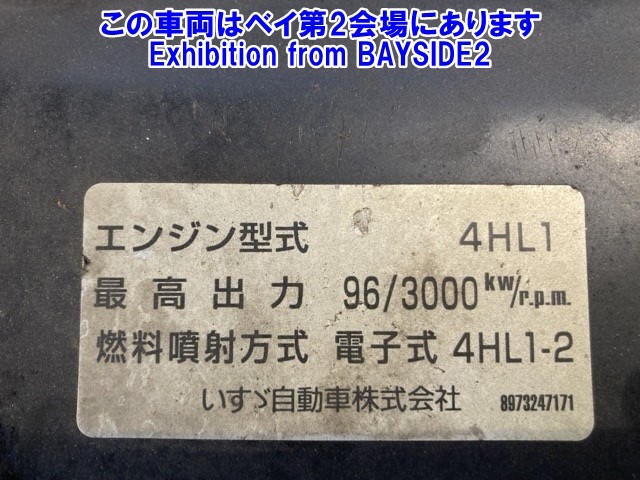 この車両はベイ第2会場にあります
Exhibition from BAYSIDE2
エンジン型式 4HL1
最高出力 96/3000 kW/r.p.m.
燃料噴射方式 電子式 4HL1-2
いすゞ自動車株式会社 8973247171